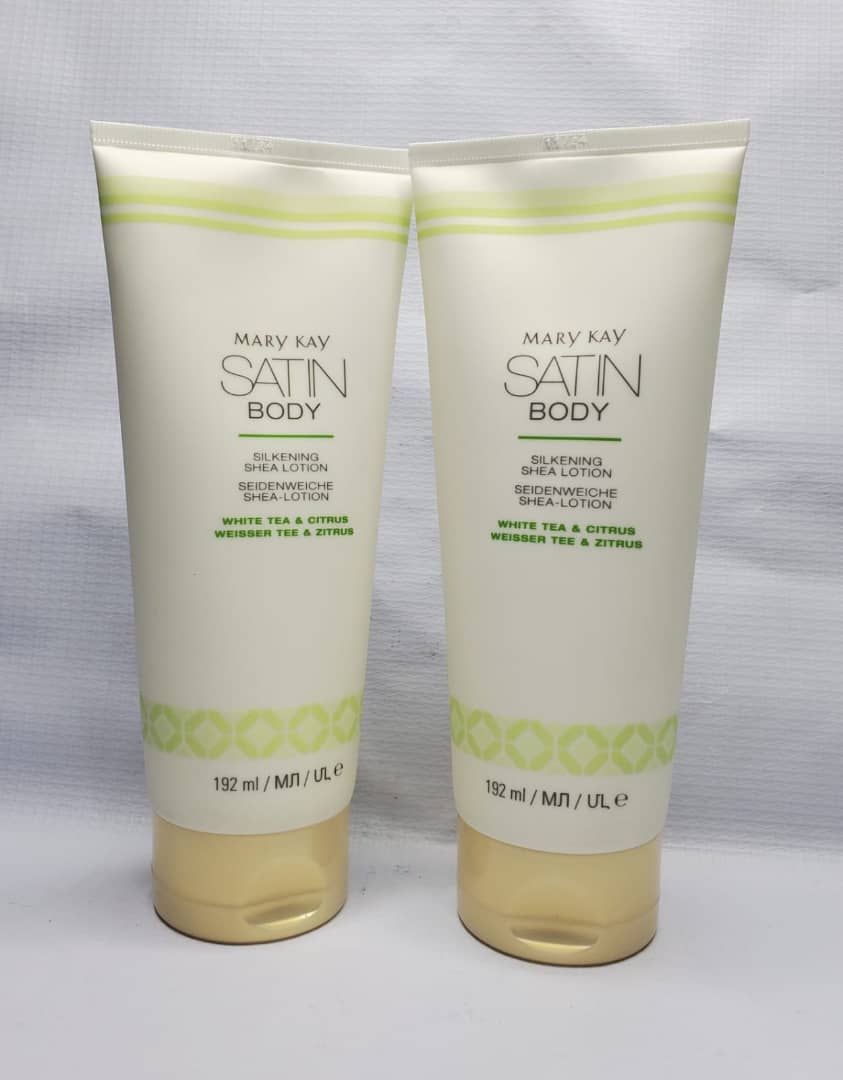 MARY KAY
SATIN
BODY
SILKENING
SHEA LOTION
SEIDENWEICHE
SHEA-LOTION
WHITE TEA & CITRUS
WEISSER TEE & ZITRUS
192 ml / МЛ / ՄԼ ℮
MARY KAY
SATIN
BODY
SILKENING
SHEA LOTION
SEIDENWEICHE
SHEA-LOTION
WHITE TEA & CITRUS
WEISSER TEE & ZITRUS
192 ml / МЛ / ՄԼ ℮